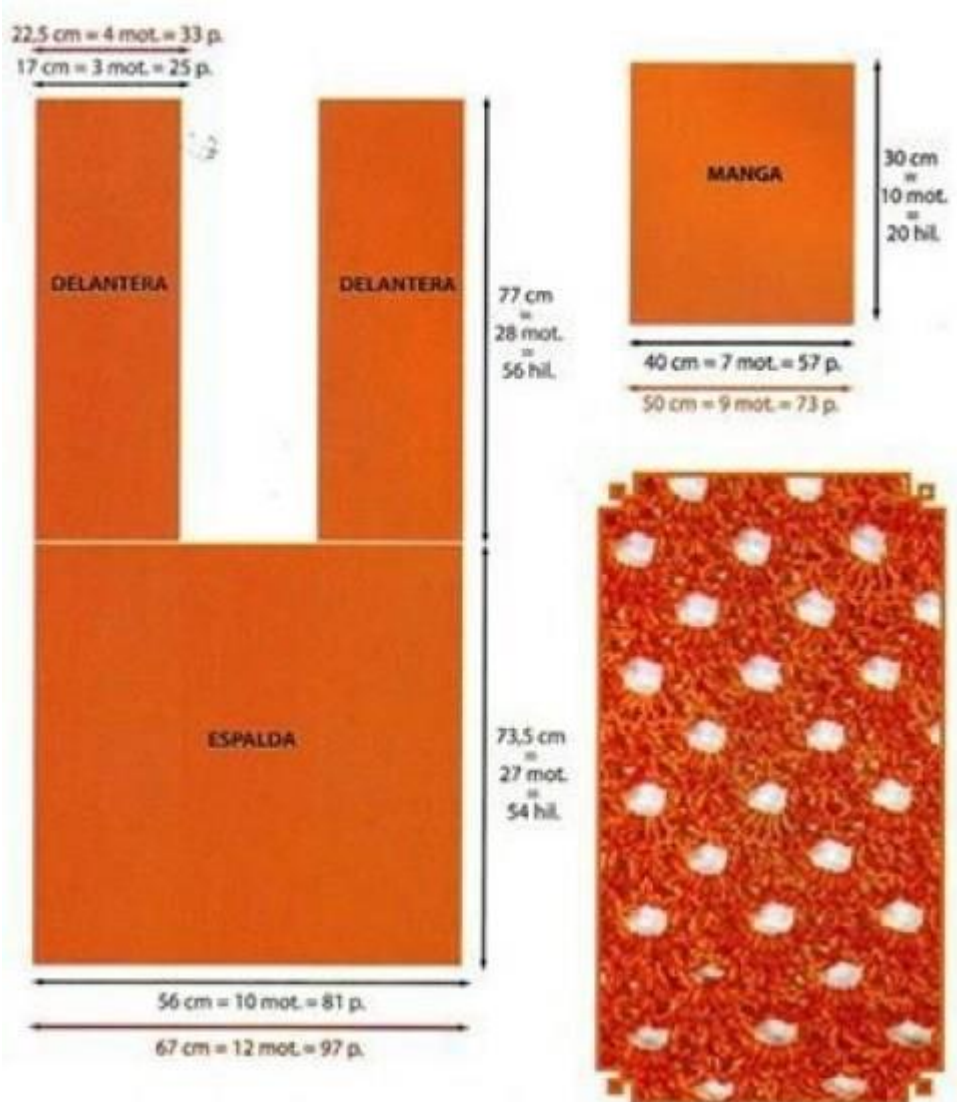 22,5 cm = 4 mot. = 33 p.
17 cm = 3 mot. = 25 p.
DELANTERA
DELANTERA
77 cm
=
28 mot.
=
56 hil.
MANGA
30 cm
=
10 mot.
=
20 hil.
40 cm = 7 mot. = 57 p.
50 cm = 9 mot. = 73 p.
ESPALDA
73,5 cm
=
27 mot.
=
54 hil.
56 cm = 10 mot. = 81 p.
67 cm = 12 mot. = 97 p.